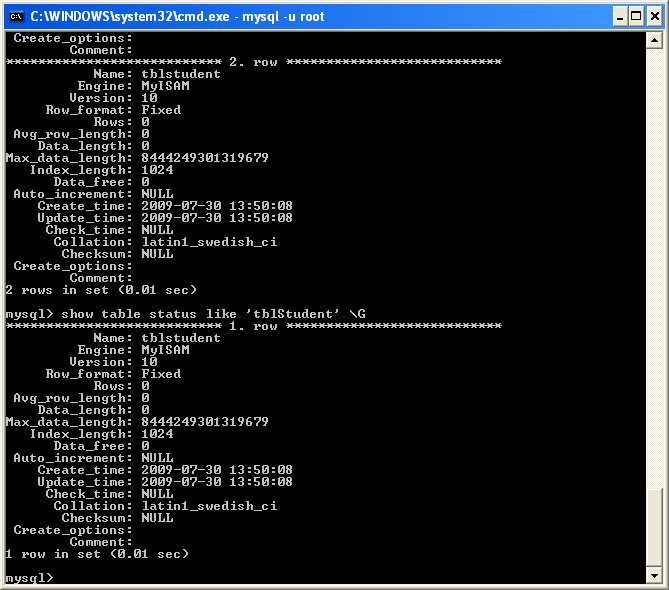 C:\WINDOWS\system32\cmd.exe - mysql -u root
Create_options:
Comment:
*************************** 2. row ***************************
Name: tblstudent
Engine: MyISAM
Version: 10
Row_format: Fixed
Rows: 0
Avg_row_length: 0
Data_length: 0
Max_data_length: 8444249301319679
Index_length: 1024
Data_free: 0
Auto_increment: NULL
Create_time: 2009-07-30 13:50:08
Update_time: 2009-07-30 13:50:08
Check_time: NULL
Collation: latin1_swedish_ci
Checksum: NULL
Create_options:
Comment:
2 rows in set (0.01 sec)
mysql> show table status like 'tblStudent' \G
*************************** 1. row ***************************
Name: tblstudent
Engine: MyISAM
Version: 10
Row_format: Fixed
Rows: 0
Avg_row_length: 0
Data_length: 0
Max_data_length: 8444249301319679
Index_length: 1024
Data_free: 0
Auto_increment: NULL
Create_time: 2009-07-30 13:50:08
Update_time: 2009-07-30 13:50:08
Check_time: NULL
Collation: latin1_swedish_ci
Checksum: NULL
Create_options:
Comment:
1 row in set (0.01 sec)
mysql>